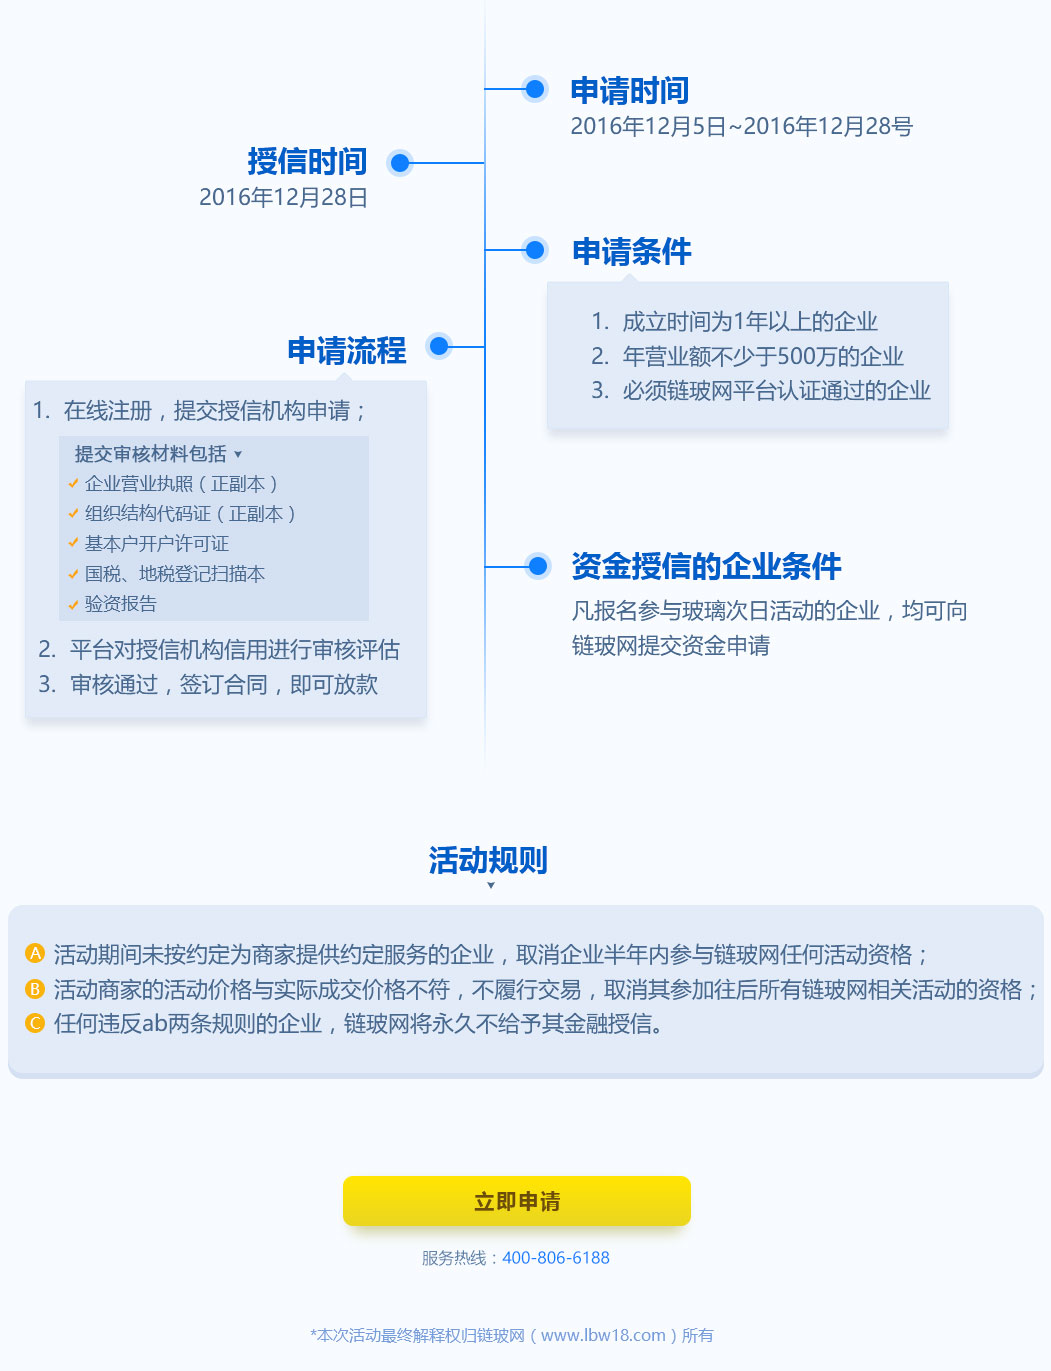 申请时间
2016年12月5日~2016年12月28号
授信时间
2016年12月28日
申请条件
1. 成立时间为1年以上的企业
2. 年营业额不少于500万的企业
3. 必须链玻网平台认证通过的企业
申请流程
1. 在线注册，提交授信机构申请；
提交审核材料包括
企业营业执照（正副本）
组织结构代码证（正副本）
基本户开户许可证
国税、地税登记扫描本
验资报告
2. 平台对授信机构信用进行审核评估
3. 审核通过，签订合同，即可放款
资金授信的企业条件
凡报名参与玻璃次日活动的企业，均可向
链玻网提交资金申请
活动规则
A 活动期间未按约定为商家提供约定服务的企业，取消企业半年内参与链玻网任何活动资格；
B 活动商家的活动价格与实际成交价格不符，不履行交易，取消其参加往后所有链玻网相关活动的资格；
C 任何违反ab两条规则的企业，链玻网将永久不给予其金融授信。
立即申请
服务热线：400-806-6188
*本次活动最终解释权归链玻网（www.lbw18.com）所有